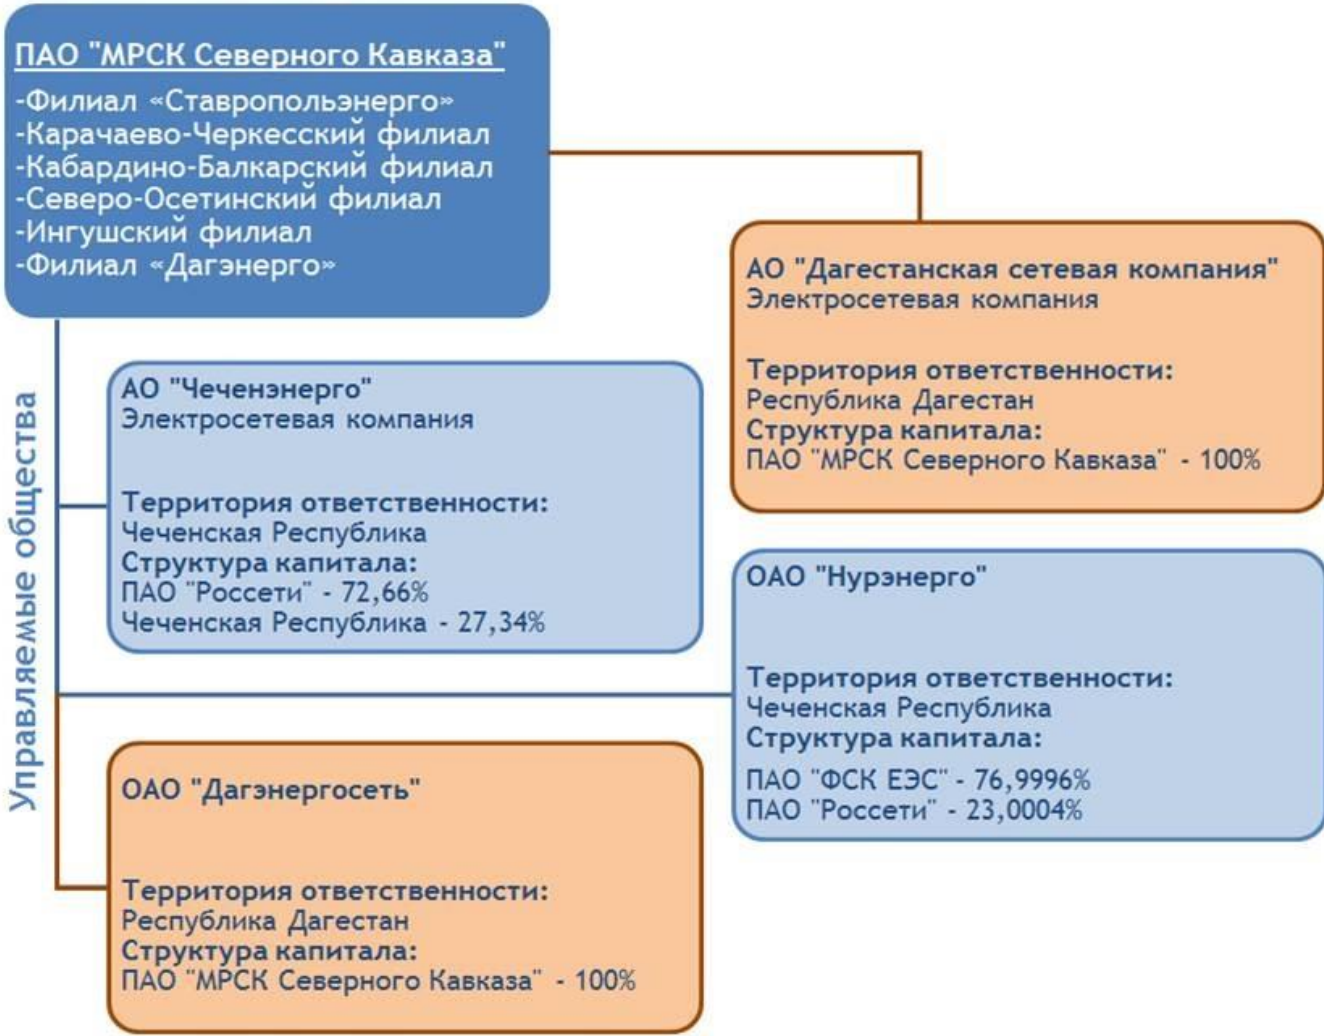 ПАО "МРСК Северного Кавказа"
-Филиал «Ставропольэнерго»
-Карачаево-Черкесский филиал
-Кабардино-Балкарский филиал
-Северо-Осетинский филиал
-Ингушский филиал
-Филиал «Дагэнерго»
АО "Дагестанская сетевая компания"
Электросетевая компания
Территория ответственности:
Республика Дагестан
Структура капитала:
ПАО "МРСК Северного Кавказа" - 100%
Управляемые общества
АО "Чеченэнерго"
Электросетевая компания
Территория ответственности:
Чеченская Республика
Структура капитала:
ПАО "Россети" - 72,66%
Чеченская Республика - 27,34%
ОАО "Нурэнерго"
Территория ответственности:
Чеченская Республика
Структура капитала:
ПАО "ФСК ЕЭС" - 76,9996%
ПАО "Россети" - 23,0004%
ОАО "Дагэнергосеть"
Территория ответственности:
Республика Дагестан
Структура капитала:
ПАО "МРСК Северного Кавказа" - 100%